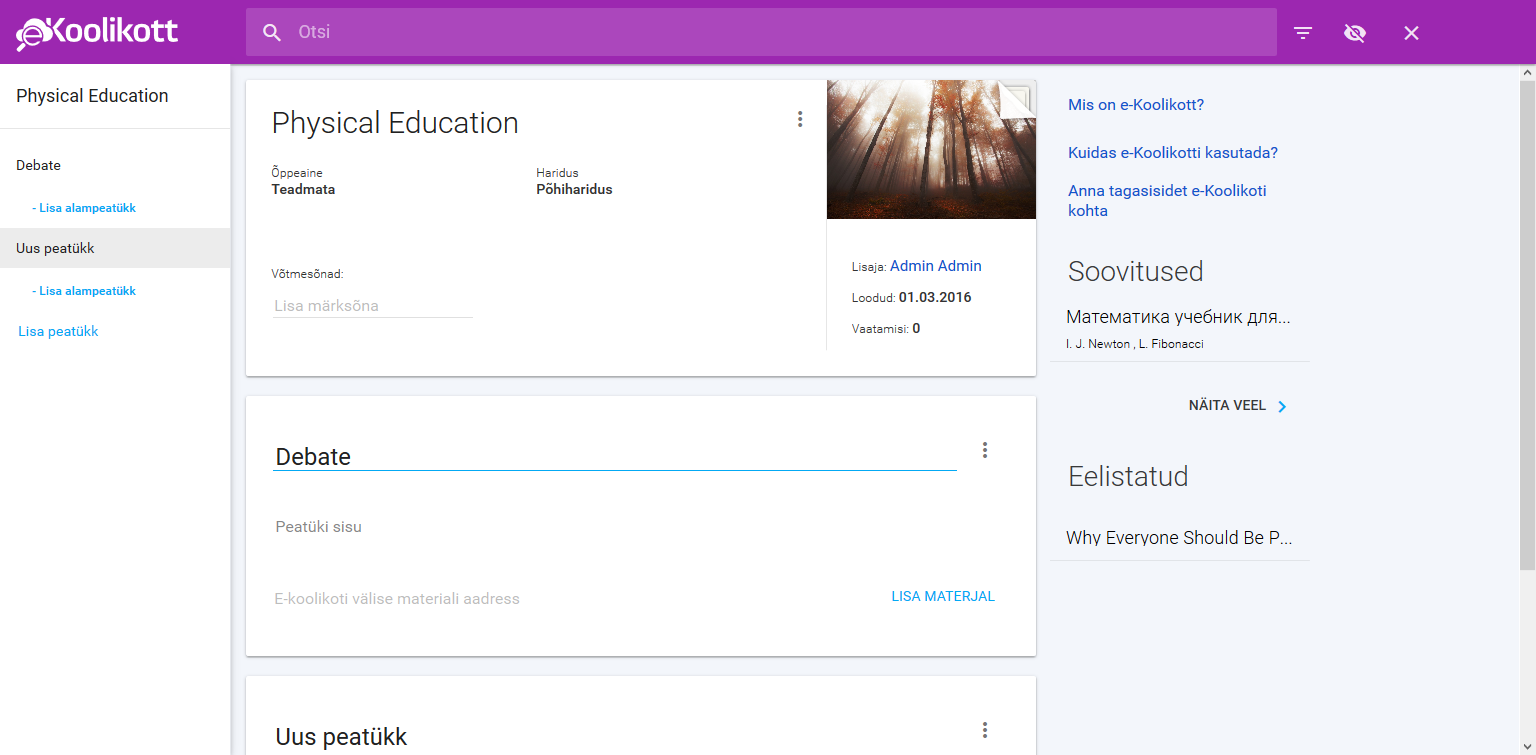 eKoolikott
Otsi
Physical Education
Debate
- Lisa alampeatükk
Uus peatükk
- Lisa alampeatükk
Lisa peatükk
Physical Education
Õppeaine
Teadmata
Haridus
Põhiharidus
Võtmesõnad:
Lisa märksõna
Lisaja: Admin Admin
Loodud: 01.03.2016
Vaatamisi: 0
Debate
Peatüki sisu
E-koolikoti välise materiali aadress
LISA MATERJAL
Uus peatükk
Mis on e-Koolikott?
Kuidas e-Koolikotti kasutada?
Anna tagasisidet e-Koolikoti
kohta
Soovitused
Математика учебник для...
I. J. Newton , L. Fibonacci
NÄITA VEEL
Eelistatud
Why Everyone Should Be P...